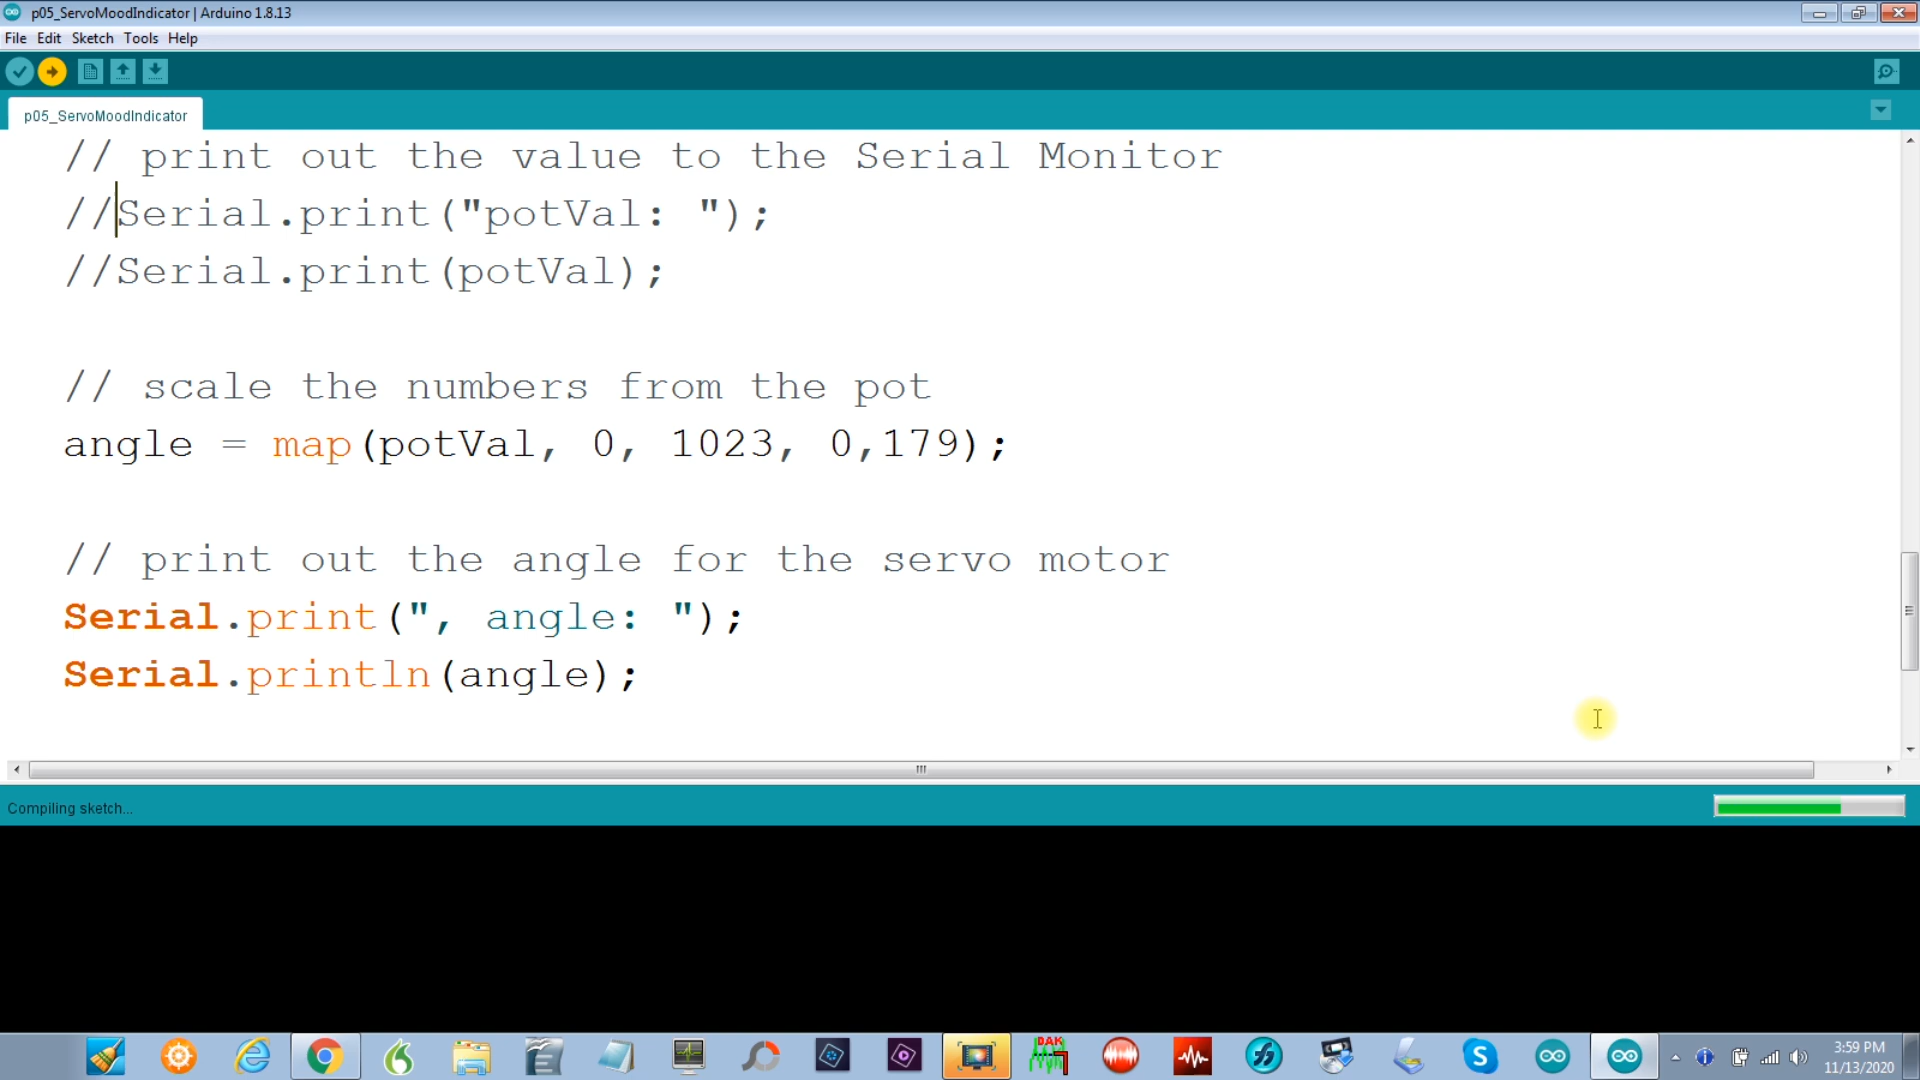 p05_ServoMoodIndicator | Arduino 1.8.13
File Edit Sketch Tools Help
p05_ServoMoodIndicator
// print out the value to the Serial Monitor
//Serial.print("potVal: ");
//Serial.print(potVal);
// scale the numbers from the pot
angle = map(potVal, 0, 1023, 0,179);
// print out the angle for the servo motor
Serial.print(", angle: ");
Serial.println(angle);
Compiling sketch...
DAK
S
3:59 PM
11/13/2020